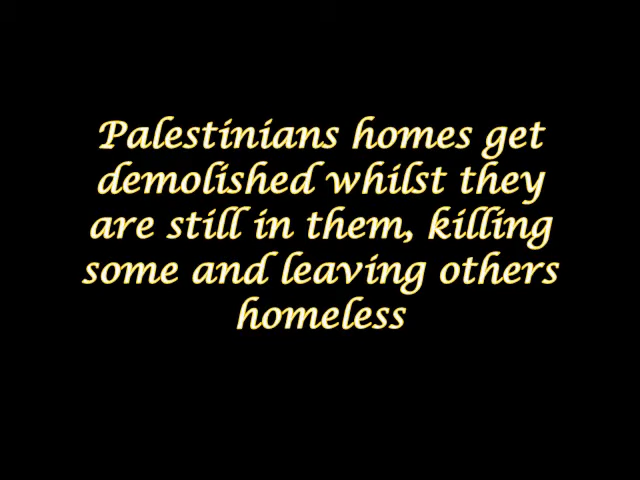 Palestinians homes get
demolished whilst they
are still in them, killing
some and leaving others
homeless